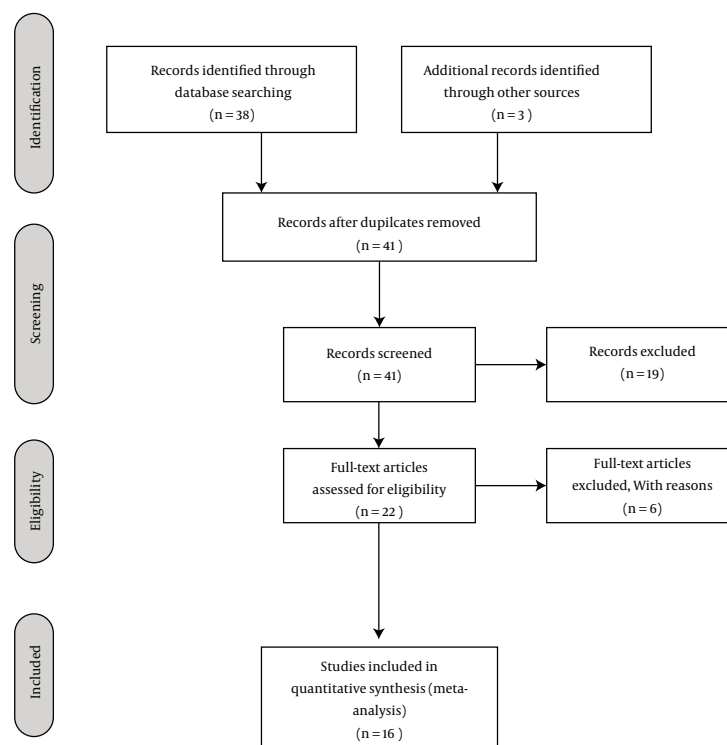 Identification
Records identified through
database searching
(n = 38)
Additional records identified
through other sources
(n = 3 )
Records after dupilcates removed
(n = 41 )
Screening
Records screened
(n = 41)
Records excluded
(n = 19)
Eligibility
Full-text articles
assessed for eligibility
(n = 22 )
Full-text articles
excluded, With reasons
(n = 6)
Included
Studies included in
quantitative synthesis (meta-
analysis)
(n = 16 )